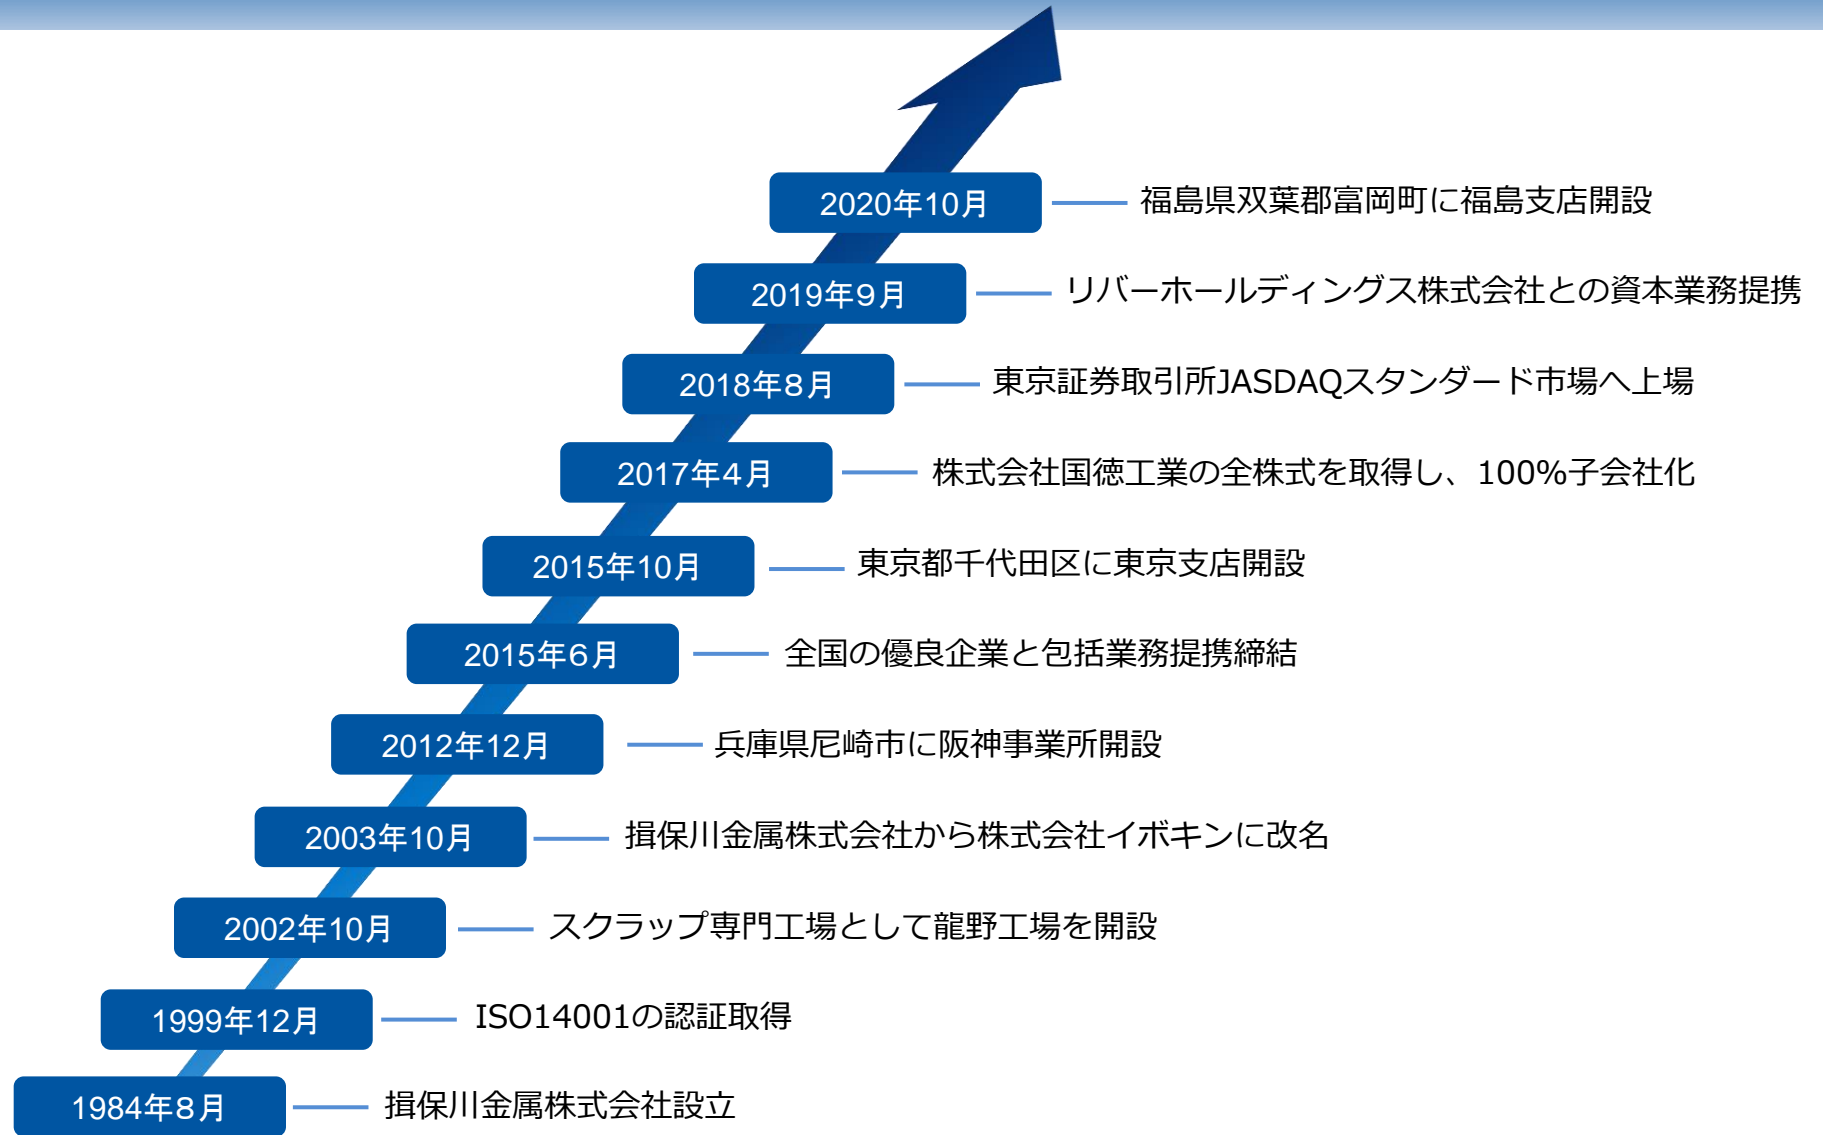 2020年10月 福島県双葉郡富岡町に福島支店開設
2019年９月 リバーホールディングス株式会社との資本業務提携
2018年８月 東京証券取引所JASDAQスタンダード市場へ上場
2017年４月 株式会社国徳工業の全株式を取得し、100%子会社化
2015年10月 東京都千代田区に東京支店開設
2015年６月 全国の優良企業と包括業務提携締結
2012年12月 兵庫県尼崎市に阪神事業所開設
2003年10月 揖保川金属株式会社から株式会社イボキンに改名
2002年10月 スクラップ専門工場として龍野工場を開設
1999年12月 ISO14001の認証取得
1984年８月 揖保川金属株式会社設立